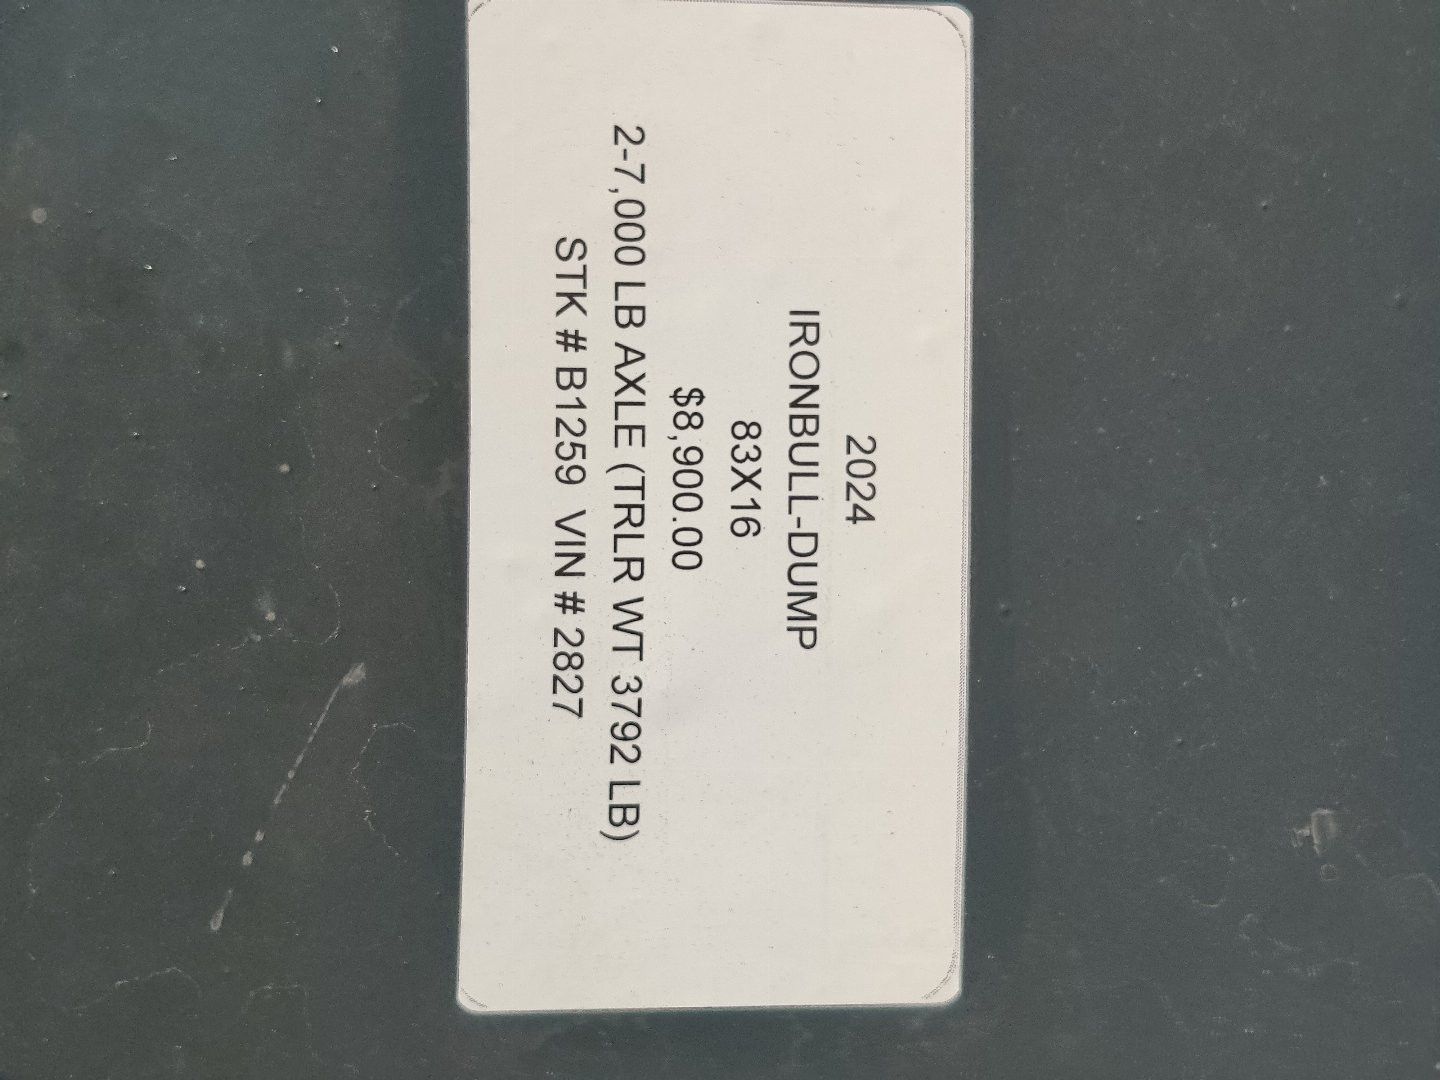 2024
IRONBULL-DUMP
83X16
$8,900.00
2-7,000 LB AXLE (TRLR WT 3792 LB)
STK # B1259 VIN # 2827